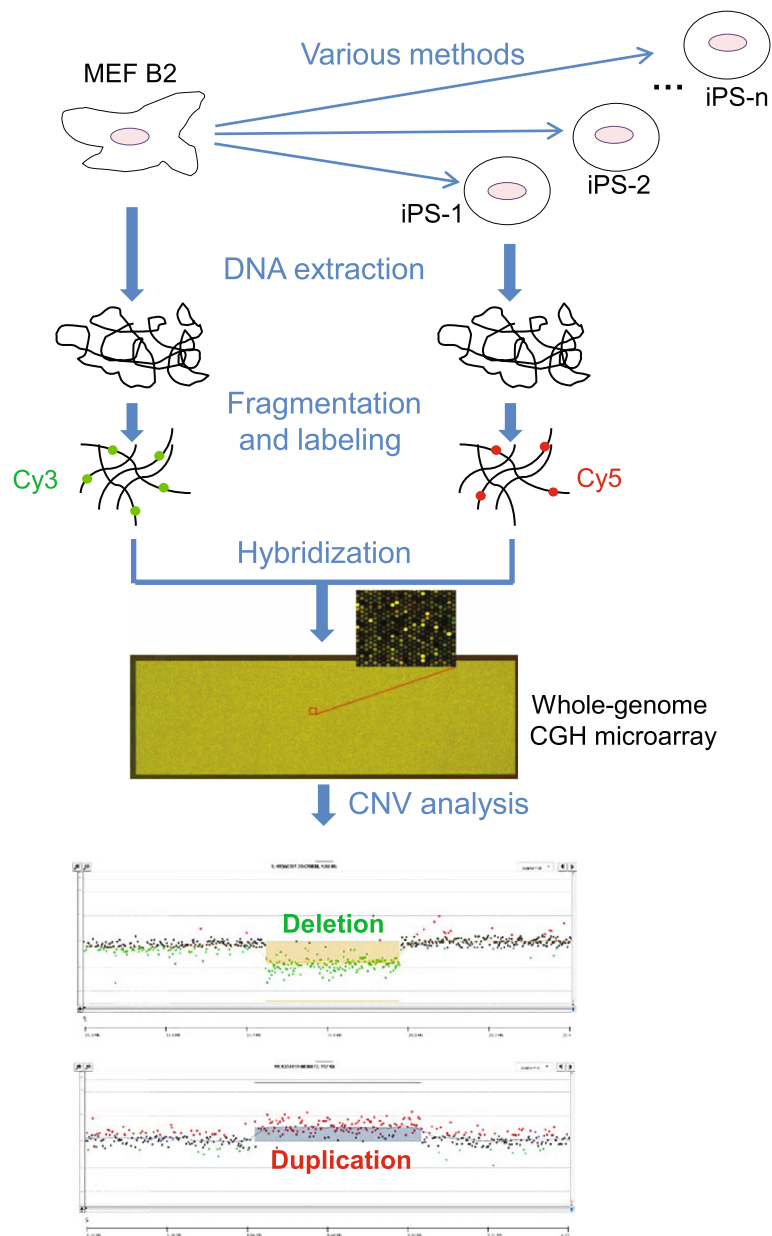 MEF B2
Various methods
...
iPS-n
iPS-2
iPS-1
DNA extraction
Fragmentation
and labeling
Cy3
Cy5
Hybridization
Whole-genome
CGH microarray
CNV analysis
Deletion
Duplication